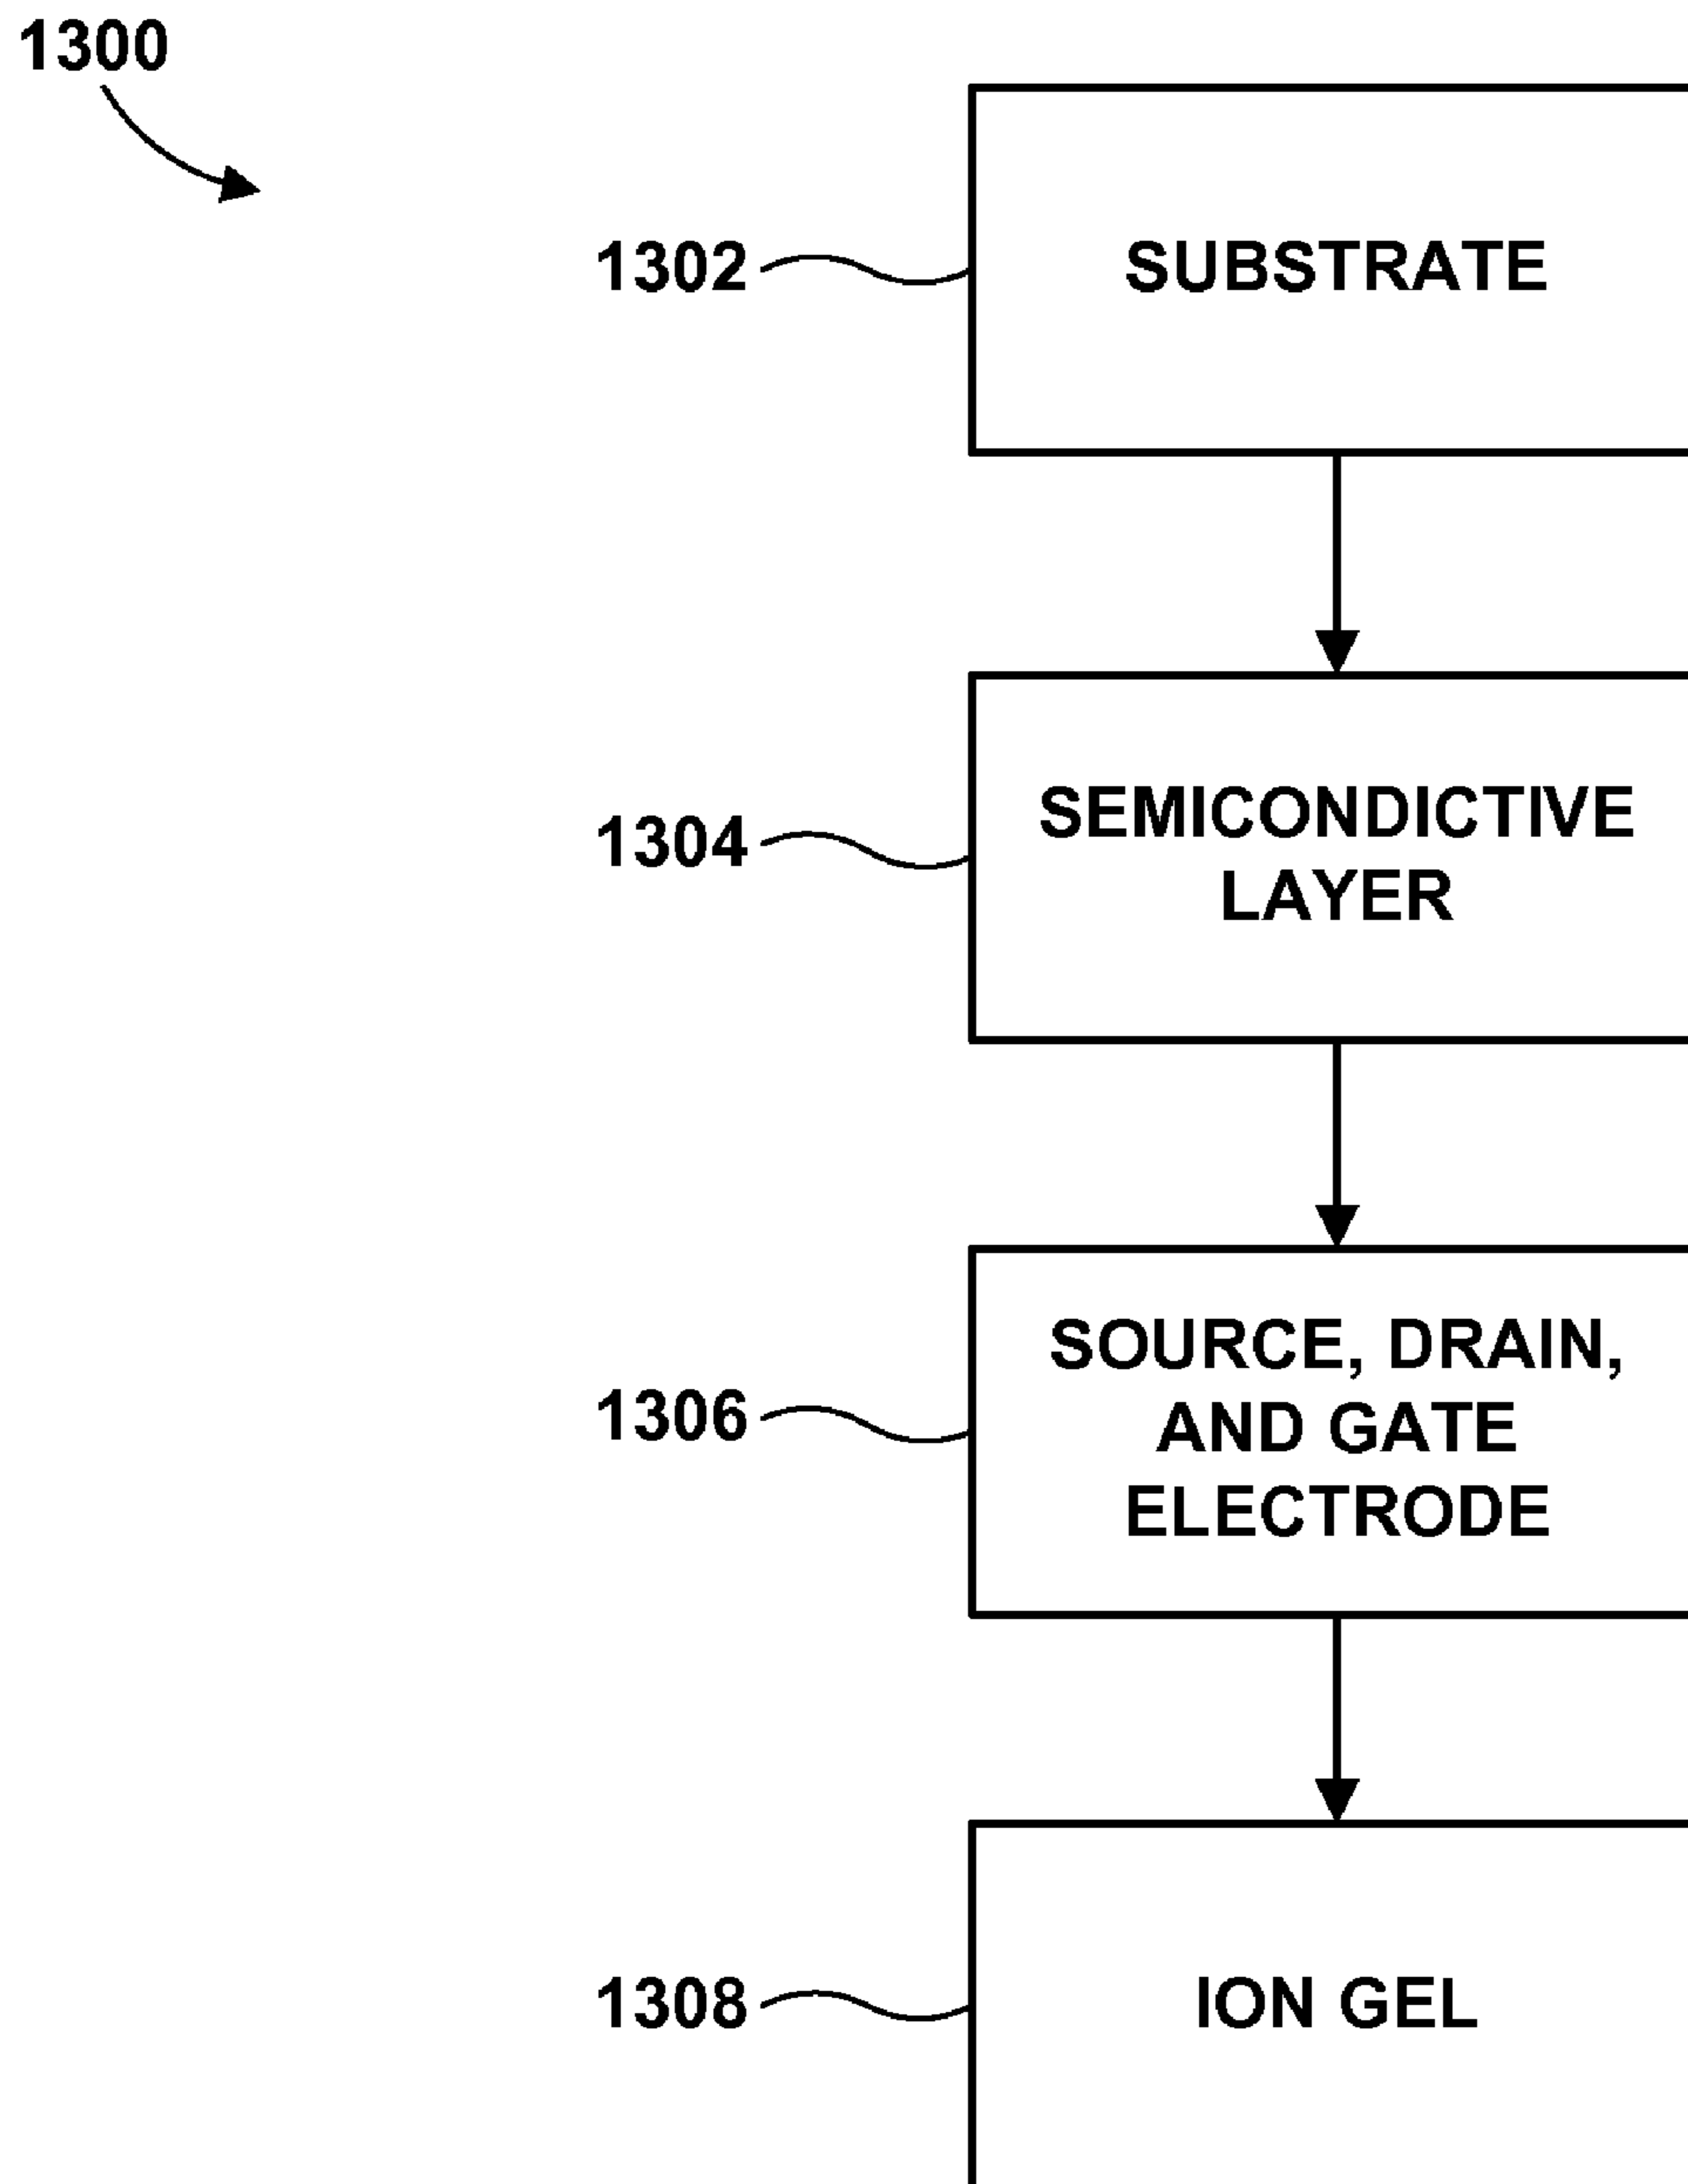 1300
1302
SUBSTRATE
1304
SEMICONDICTIVE
LAYER
1306
SOURCE, DRAIN,
AND GATE
ELECTRODE
1308
ION GEL